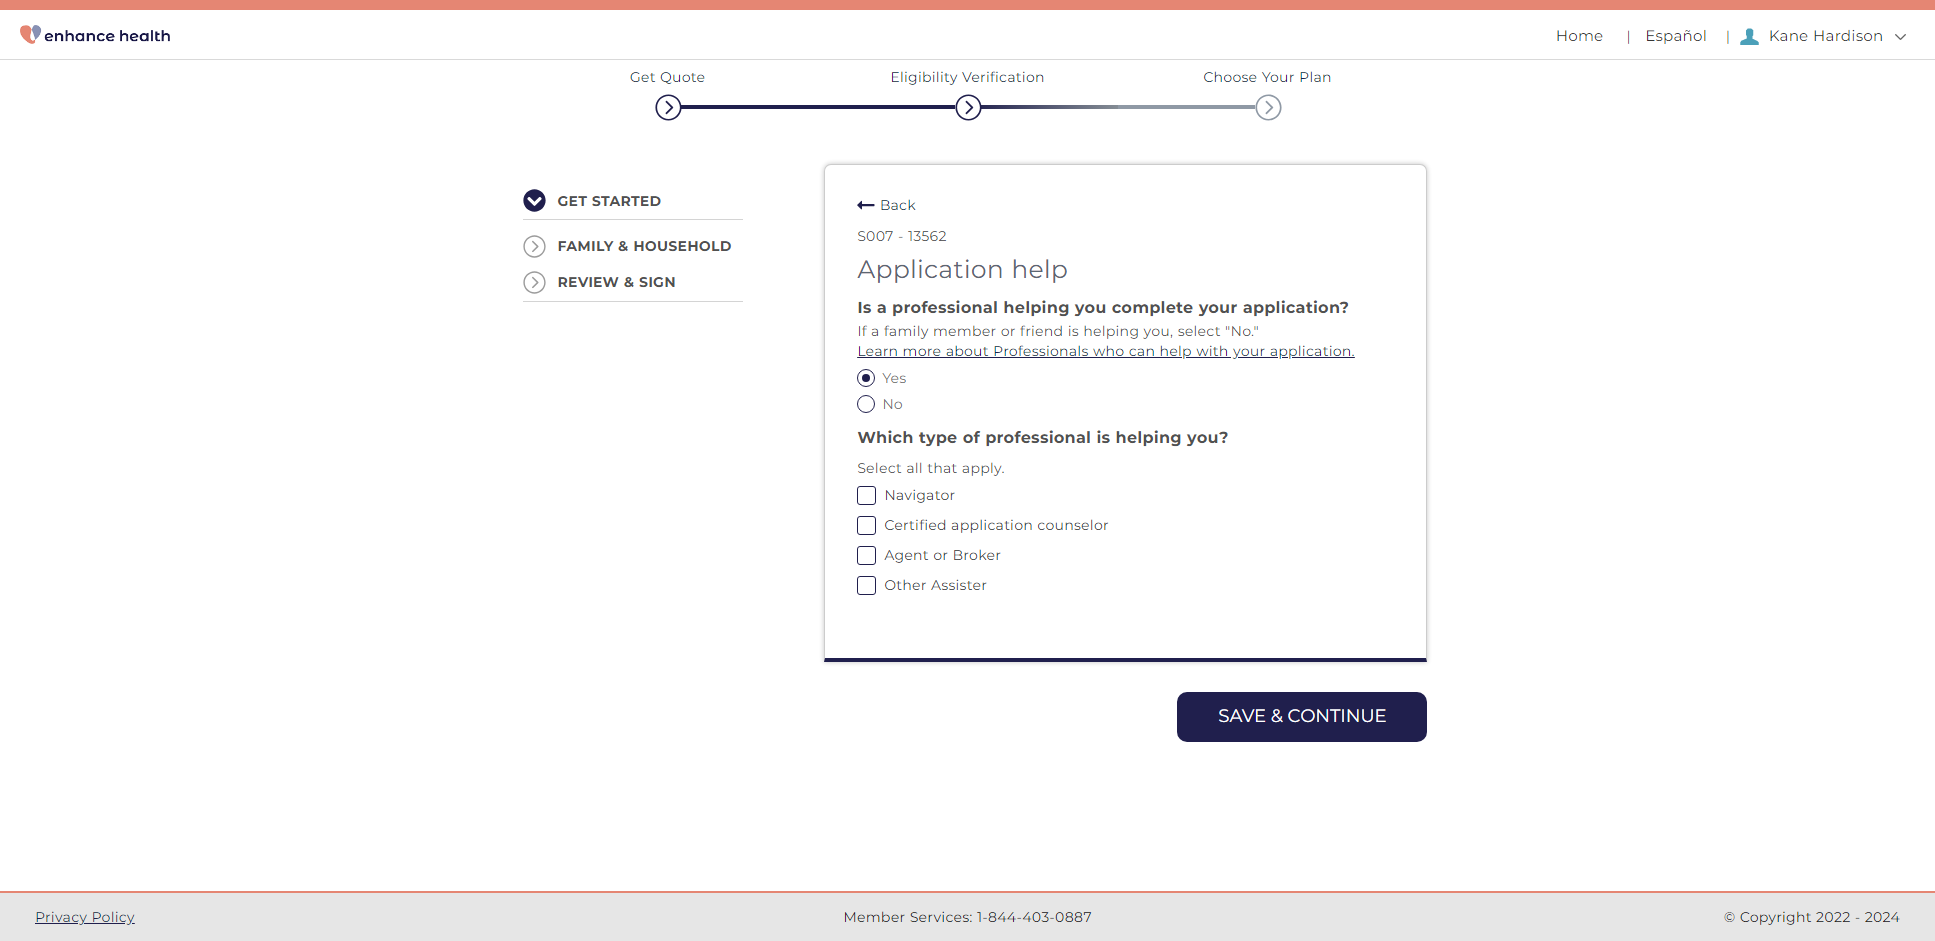 enhance health
Home | Español | Kane Hardison
Get Quote
Eligibility Verification
Choose Your Plan
GET STARTED
FAMILY & HOUSEHOLD
REVIEW & SIGN
Back
S007 - 13562
Application help
Is a professional helping you complete your application?
If a family member or friend is helping you, select "No."
Learn more about Professionals who can help with your application.
Yes
No
Which type of professional is helping you?
Select all that apply.
Navigator
Certified application counselor
Agent or Broker
Other Assister
SAVE & CONTINUE
Privacy Policy
Member Services: 1-844-403-0887
© Copyright 2022 - 2024